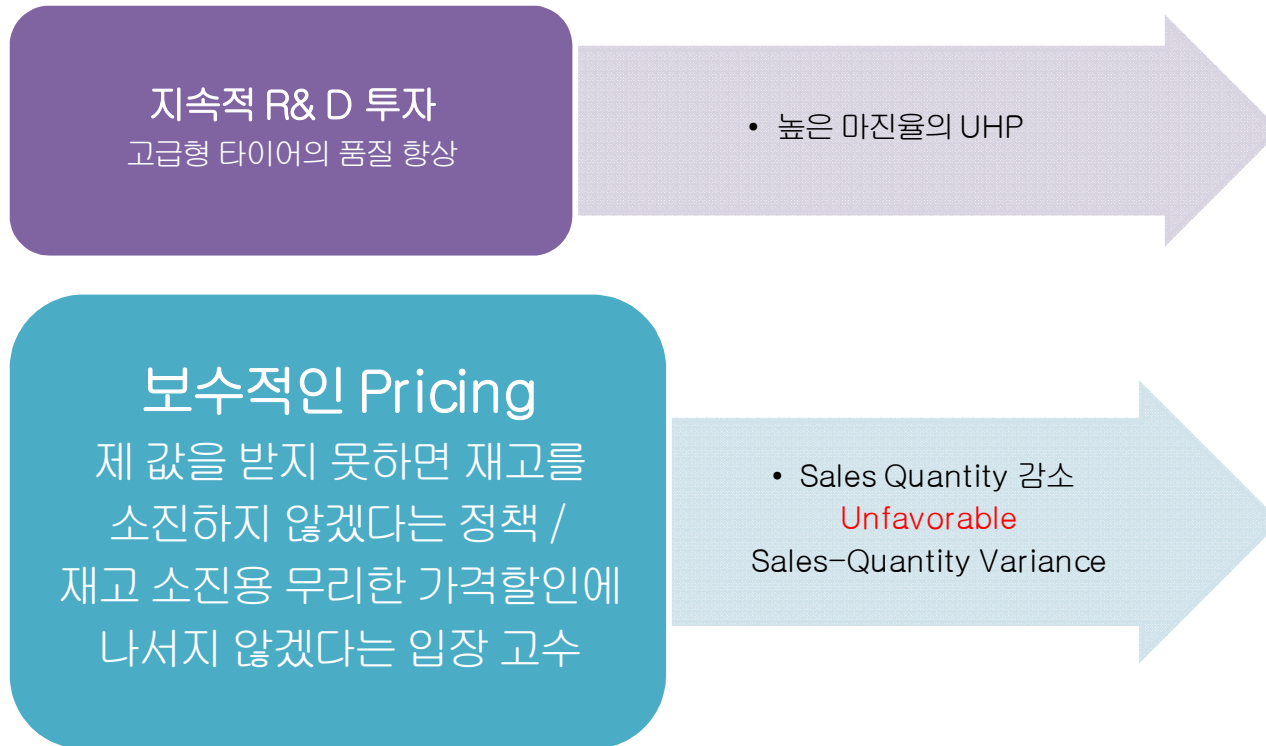 지속적 R& D 투자
고급형 타이어의 품질 향상
• 높은 마진율의 UHP
보수적인 Pricing
제 값을 받지 못하면 재고를
소진하지 않겠다는 정책 /
재고 소진용 무리한 가격할인에
나서지 않겠다는 입장 고수
• Sales Quantity 감소
Unfavorable
Sales-Quantity Variance